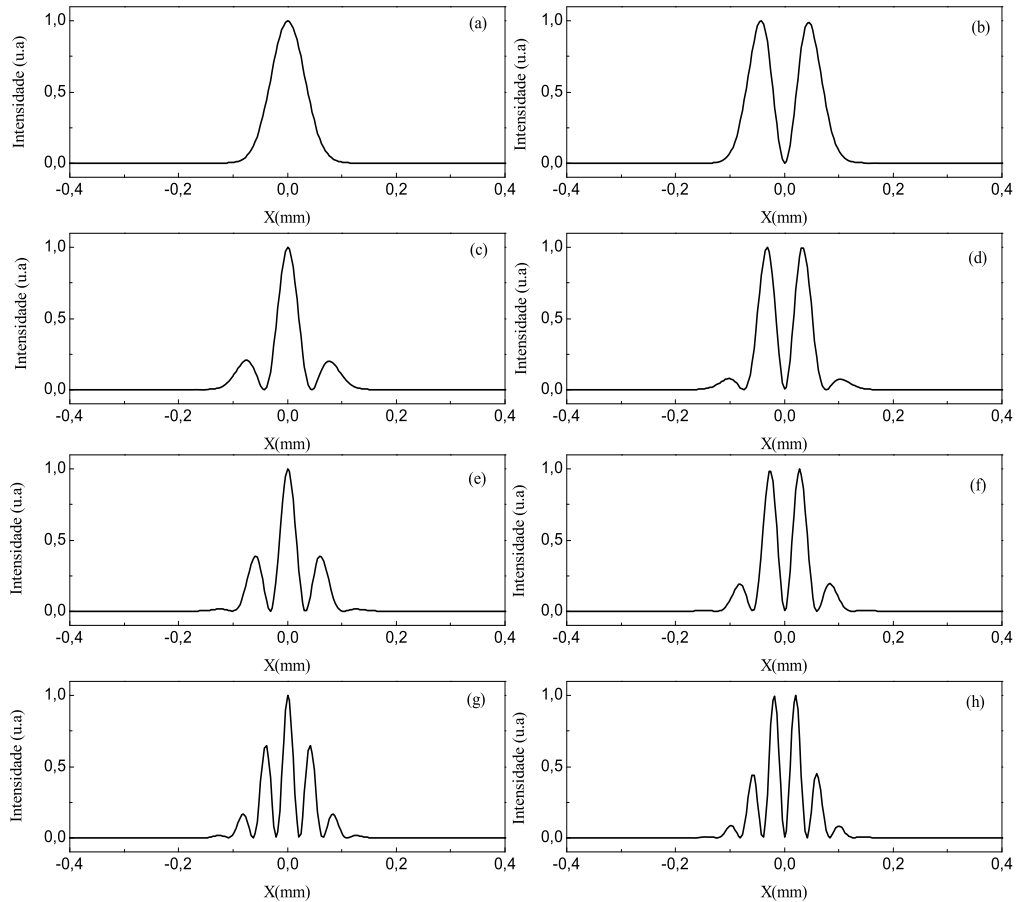 (a)
Intensidade (u.a)
1,0
0,5
0,0
-0,4 -0,2 0,0 0,2 0,4
X(mm)
(b)
Intensidade (u.a)
1,0
0,5
0,0
-0,4 -0,2 0,0 0,2 0,4
X(mm)
(c)
Intensidade (u.a)
1,0
0,5
0,0
-0,4 -0,2 0,0 0,2 0,4
X(mm)
(d)
Intensidade (u.a)
1,0
0,5
0,0
-0,4 -0,2 0,0 0,2 0,4
X(mm)
(e)
Intensidade (u.a)
1,0
0,5
0,0
-0,4 -0,2 0,0 0,2 0,4
X(mm)
(f)
Intensidade (u.a)
1,0
0,5
0,0
-0,4 -0,2 0,0 0,2 0,4
X(mm)
(g)
Intensidade (u.a)
1,0
0,5
0,0
-0,4 -0,2 0,0 0,2 0,4
X(mm)
(h)
Intensidade (u.a)
1,0
0,5
0,0
-0,4 -0,2 0,0 0,2 0,4
X(mm)